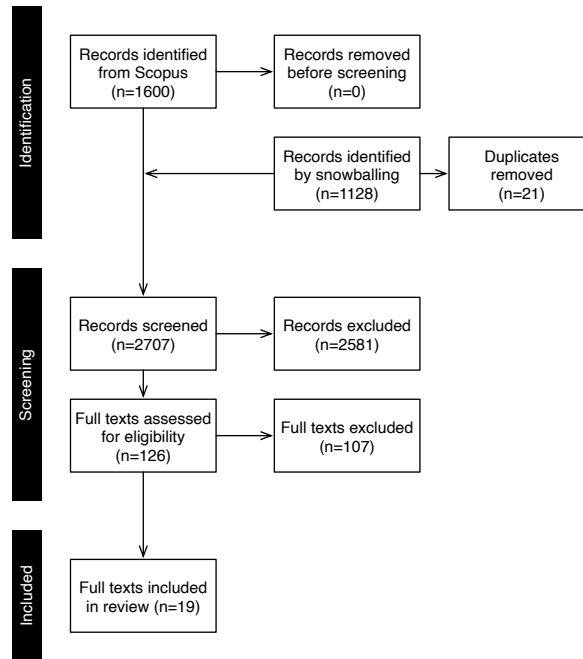 Identification
Records identified
from Scopus
(n=1600)
Records removed
before screening
(n=0)
Records identified
by snowballing
(n=1128)
Duplicates
removed
(n=21)
Screening
Records screened
(n=2707)
Records excluded
(n=2581)
Full texts assessed
for eligibility
(n=126)
Full texts excluded
(n=107)
Included
Full texts included
in review (n=19)